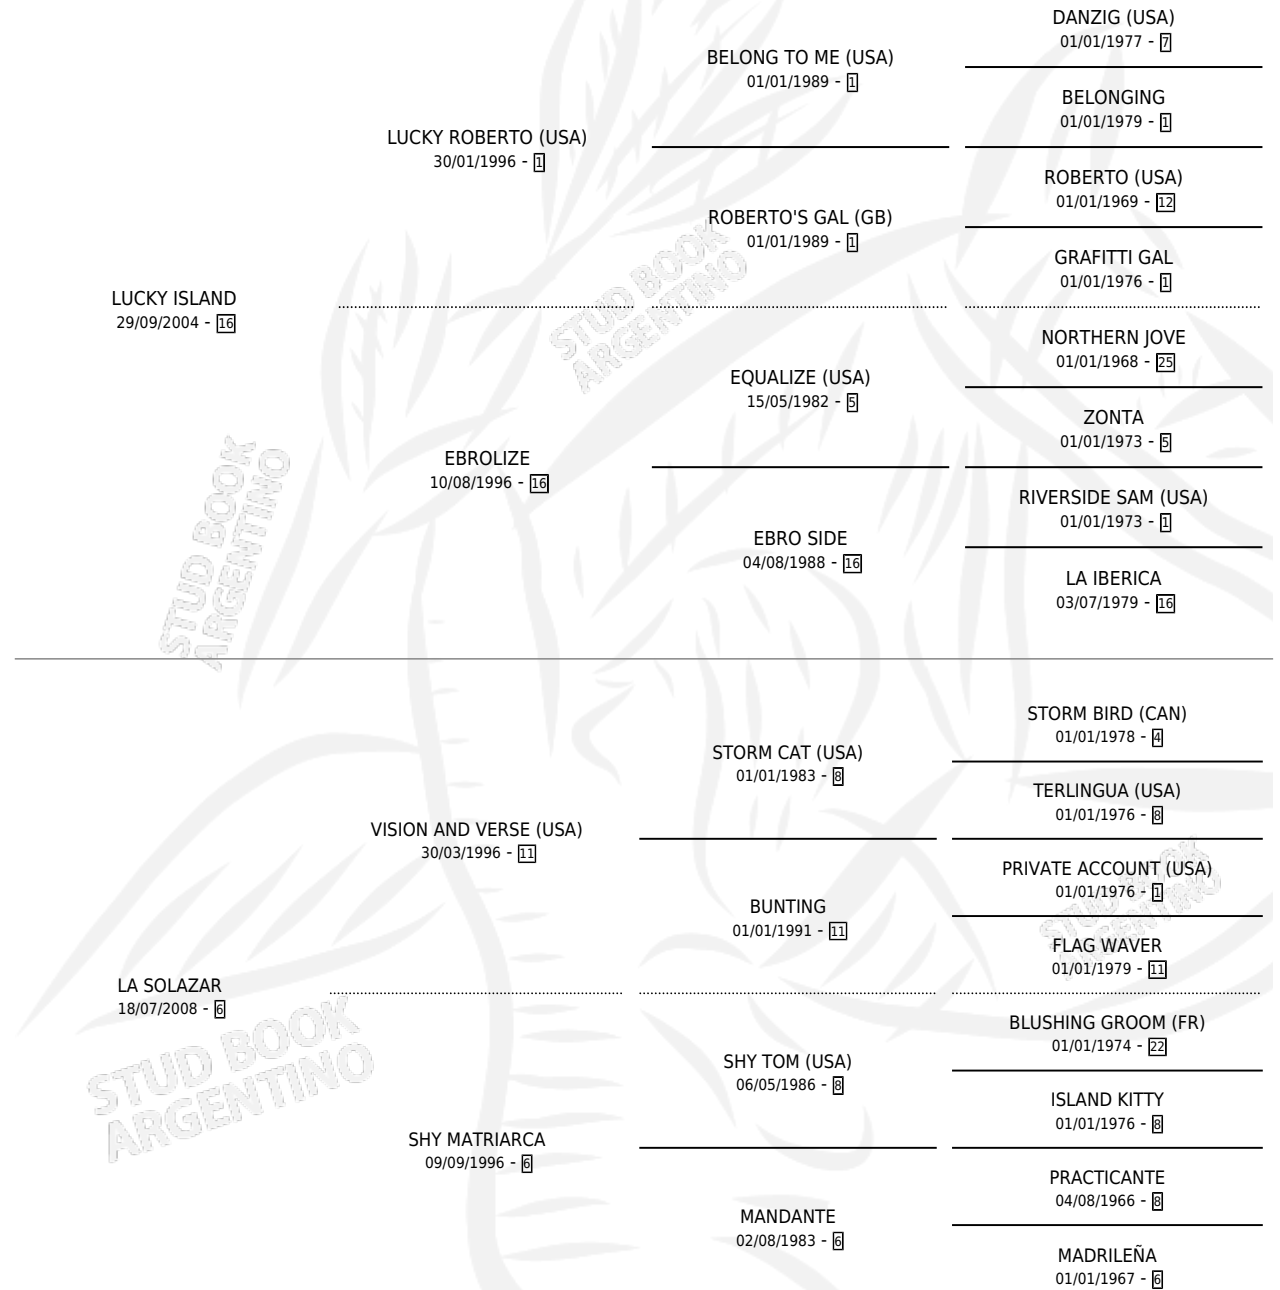 DANZIG (USA)
01/01/1977 - 7
BELONG TO ME (USA)
01/01/1989 - 1
BELONGING
01/01/1979 - 1
LUCKY ROBERTO (USA)
30/01/1996 - 1
ROBERTO (USA)
01/01/1969 - 12
ROBERTO'S GAL (GB)
01/01/1989 - 1
GRAFITTI GAL
01/01/1976 - 1
LUCKY ISLAND
29/09/2004 - 16
NORTHERN JOVE
01/01/1968 - 25
EQUALIZE (USA)
15/05/1982 - 5
ZONTA
01/01/1973 - 5
EBROLIZE
10/08/1996 - 16
RIVERSIDE SAM (USA)
01/01/1973 - 1
EBRO SIDE
04/08/1988 - 16
LA IBERICA
03/07/1979 - 16
STORM BIRD (CAN)
01/01/1978 - 4
STORM CAT (USA)
01/01/1983 - 8
TERLINGUA (USA)
01/01/1976 - 8
VISION AND VERSE (USA)
30/03/1996 - 11
PRIVATE ACCOUNT (USA)
01/01/1976 - 1
BUNTING
01/01/1991 - 11
FLAG WAVER
01/01/1979 - 11
LA SOLAZAR
18/07/2008 - 6
BLUSHING GROOM (FR)
01/01/1974 - 22
SHY TOM (USA)
06/05/1986 - 8
ISLAND KITTY
01/01/1976 - 8
SHY MATRIARCA
09/09/1996 - 6
PRACTICANTE
04/08/1966 - 8
MANDANTE
02/08/1983 - 6
MADRILEÑA
01/01/1967 - 6
STUD BOOK
ARGENTINO
STUD BOOK
ARGENTINO
STUD BOOK
ARGENTINO
STUD BOOK
ARGENTINO